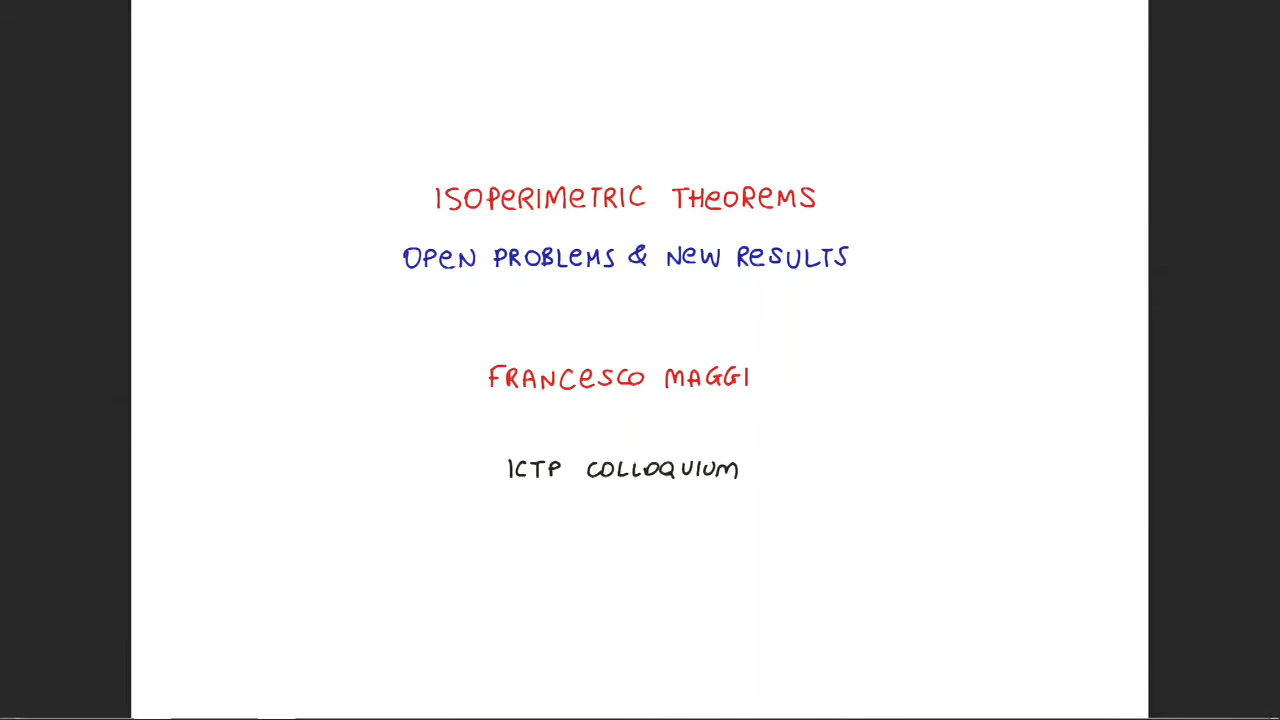 ISOPERIMETRIC THEOREMS
OPEN PROBLEMS & NEW RESULTS
FRANCESCO MAGGI
ICTP COLLOQUIUM